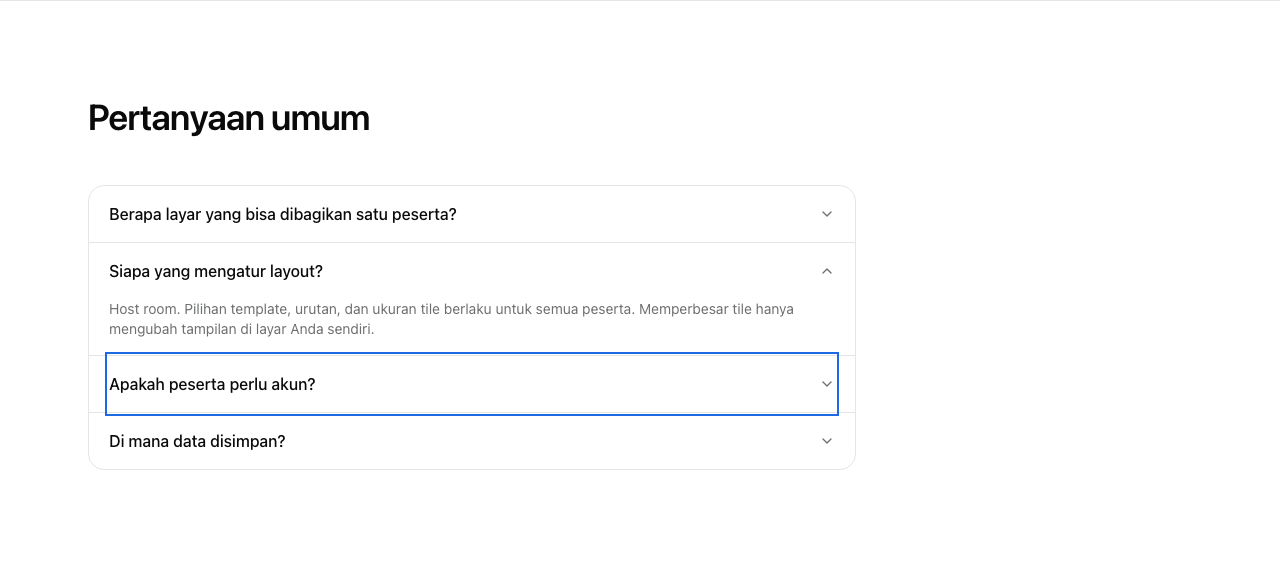 Pertanyaan umum
Berapa layar yang bisa dibagikan satu peserta?
Siapa yang mengatur layout?
Host room. Pilihan template, urutan, dan ukuran tile berlaku untuk semua peserta. Memperbesar tile hanya
mengubah tampilan di layar Anda sendiri.
Apakah peserta perlu akun?
Di mana data disimpan?